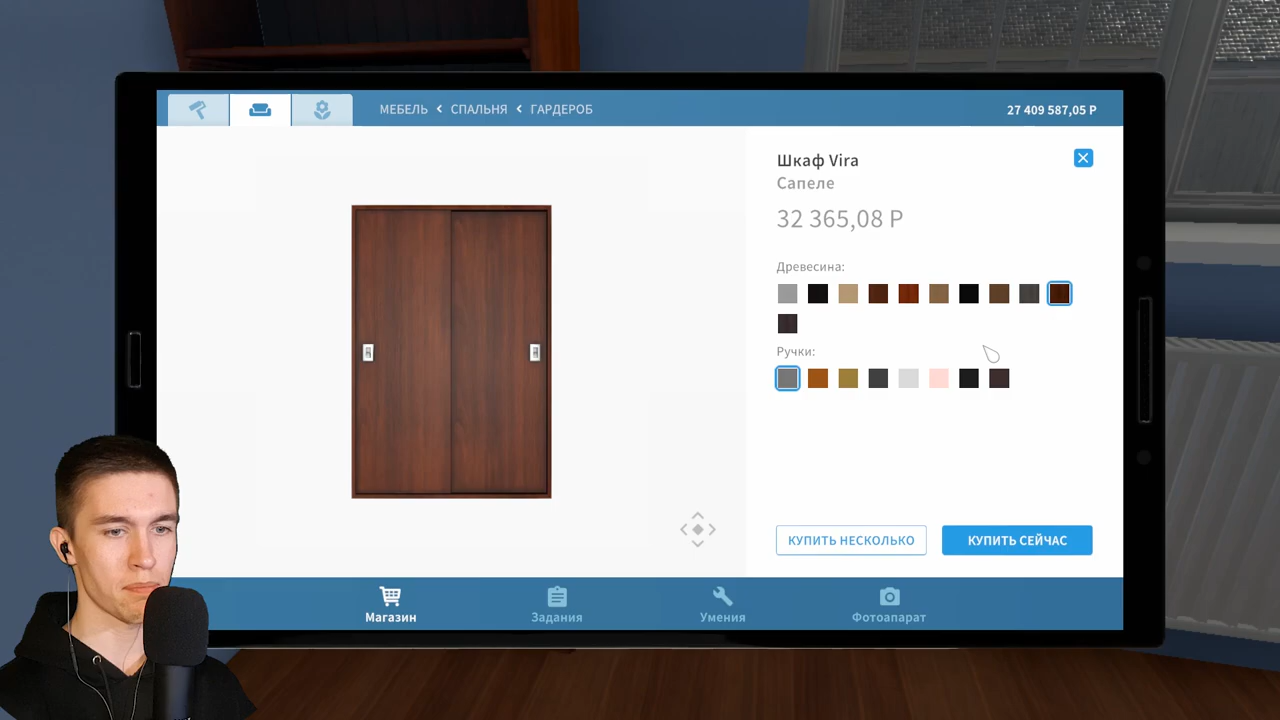 МЕБЕЛЬ < СПАЛЬНЯ < ГАРДЕРОБ
27 409 587,05 Р
Шкаф Vira
Сапеле
32 365,08 Р
Древесина:
Ручки:
КУПИТЬ НЕСКОЛЬКО
КУПИТЬ СЕЙЧАС
Магазин
Задания
Умения
Фотоаппарат